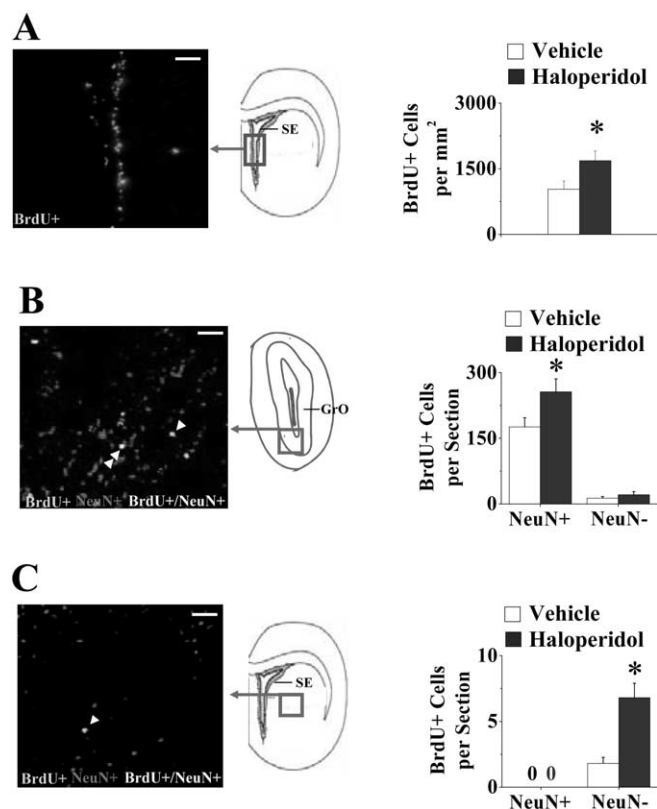 A
BrdU+
SE
Vehicle
Haloperidol
BrdU+ Cells
per mm²
3000
1500
0
*
B
BrdU+ NeuN+ BrdU+/NeuN+
GrO
Vehicle
Haloperidol
BrdU+ Cells
per Section
300
150
0
*
NeuN+ NeuN-
C
BrdU+ NeuN+ BrdU+/NeuN+
SE
Vehicle
Haloperidol
BrdU+ Cells
per Section
10
5
0
0 0
*
NeuN+ NeuN-